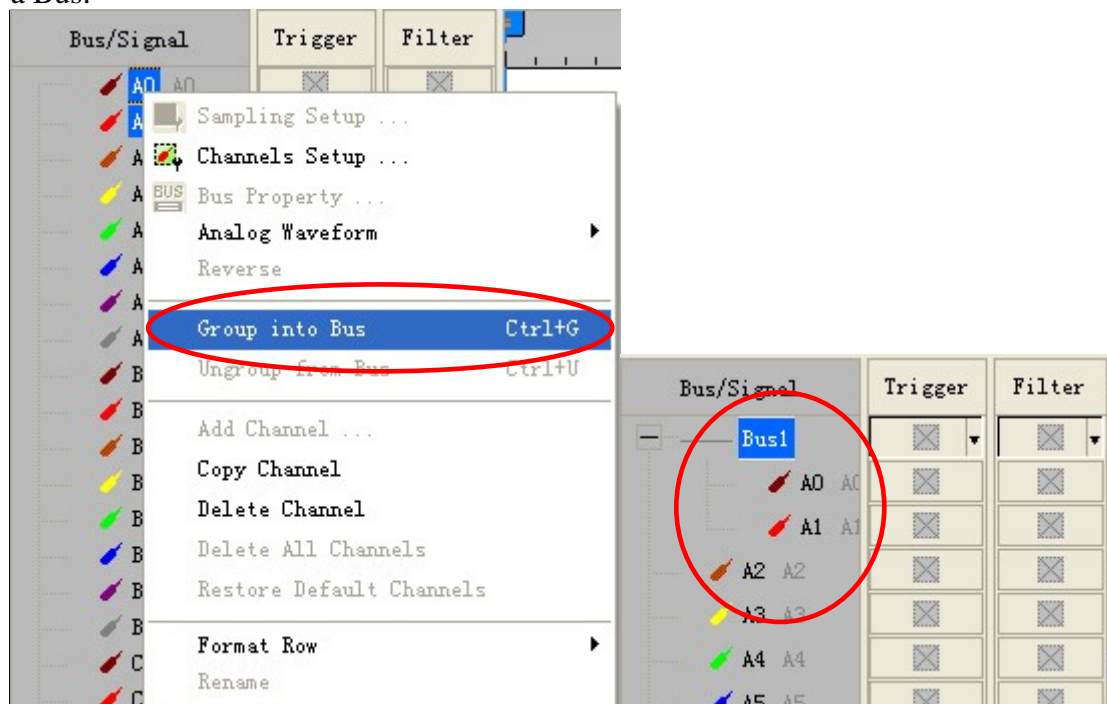 a Bus.
Bus/Signal Trigger Filter
A0 A0
A
Sampling Setup ...
A
Channels Setup ...
A
BUS Bus Property ...
A
Analog Waveform
A
Reverse
A
A
Group into Bus Ctrl+G
B
Ungroup from Bus Ctrl+U
B
B
Add Channel ...
B
Copy Channel
B
Delete Channel
B
Delete All Channels
B
Restore Default Channels
B
C
Format Row
C
Rename
Bus/Signal Trigger Filter
Bus1
A0 A0
A1 A1
A2 A2
A3 A3
A4 A4
A5 A5